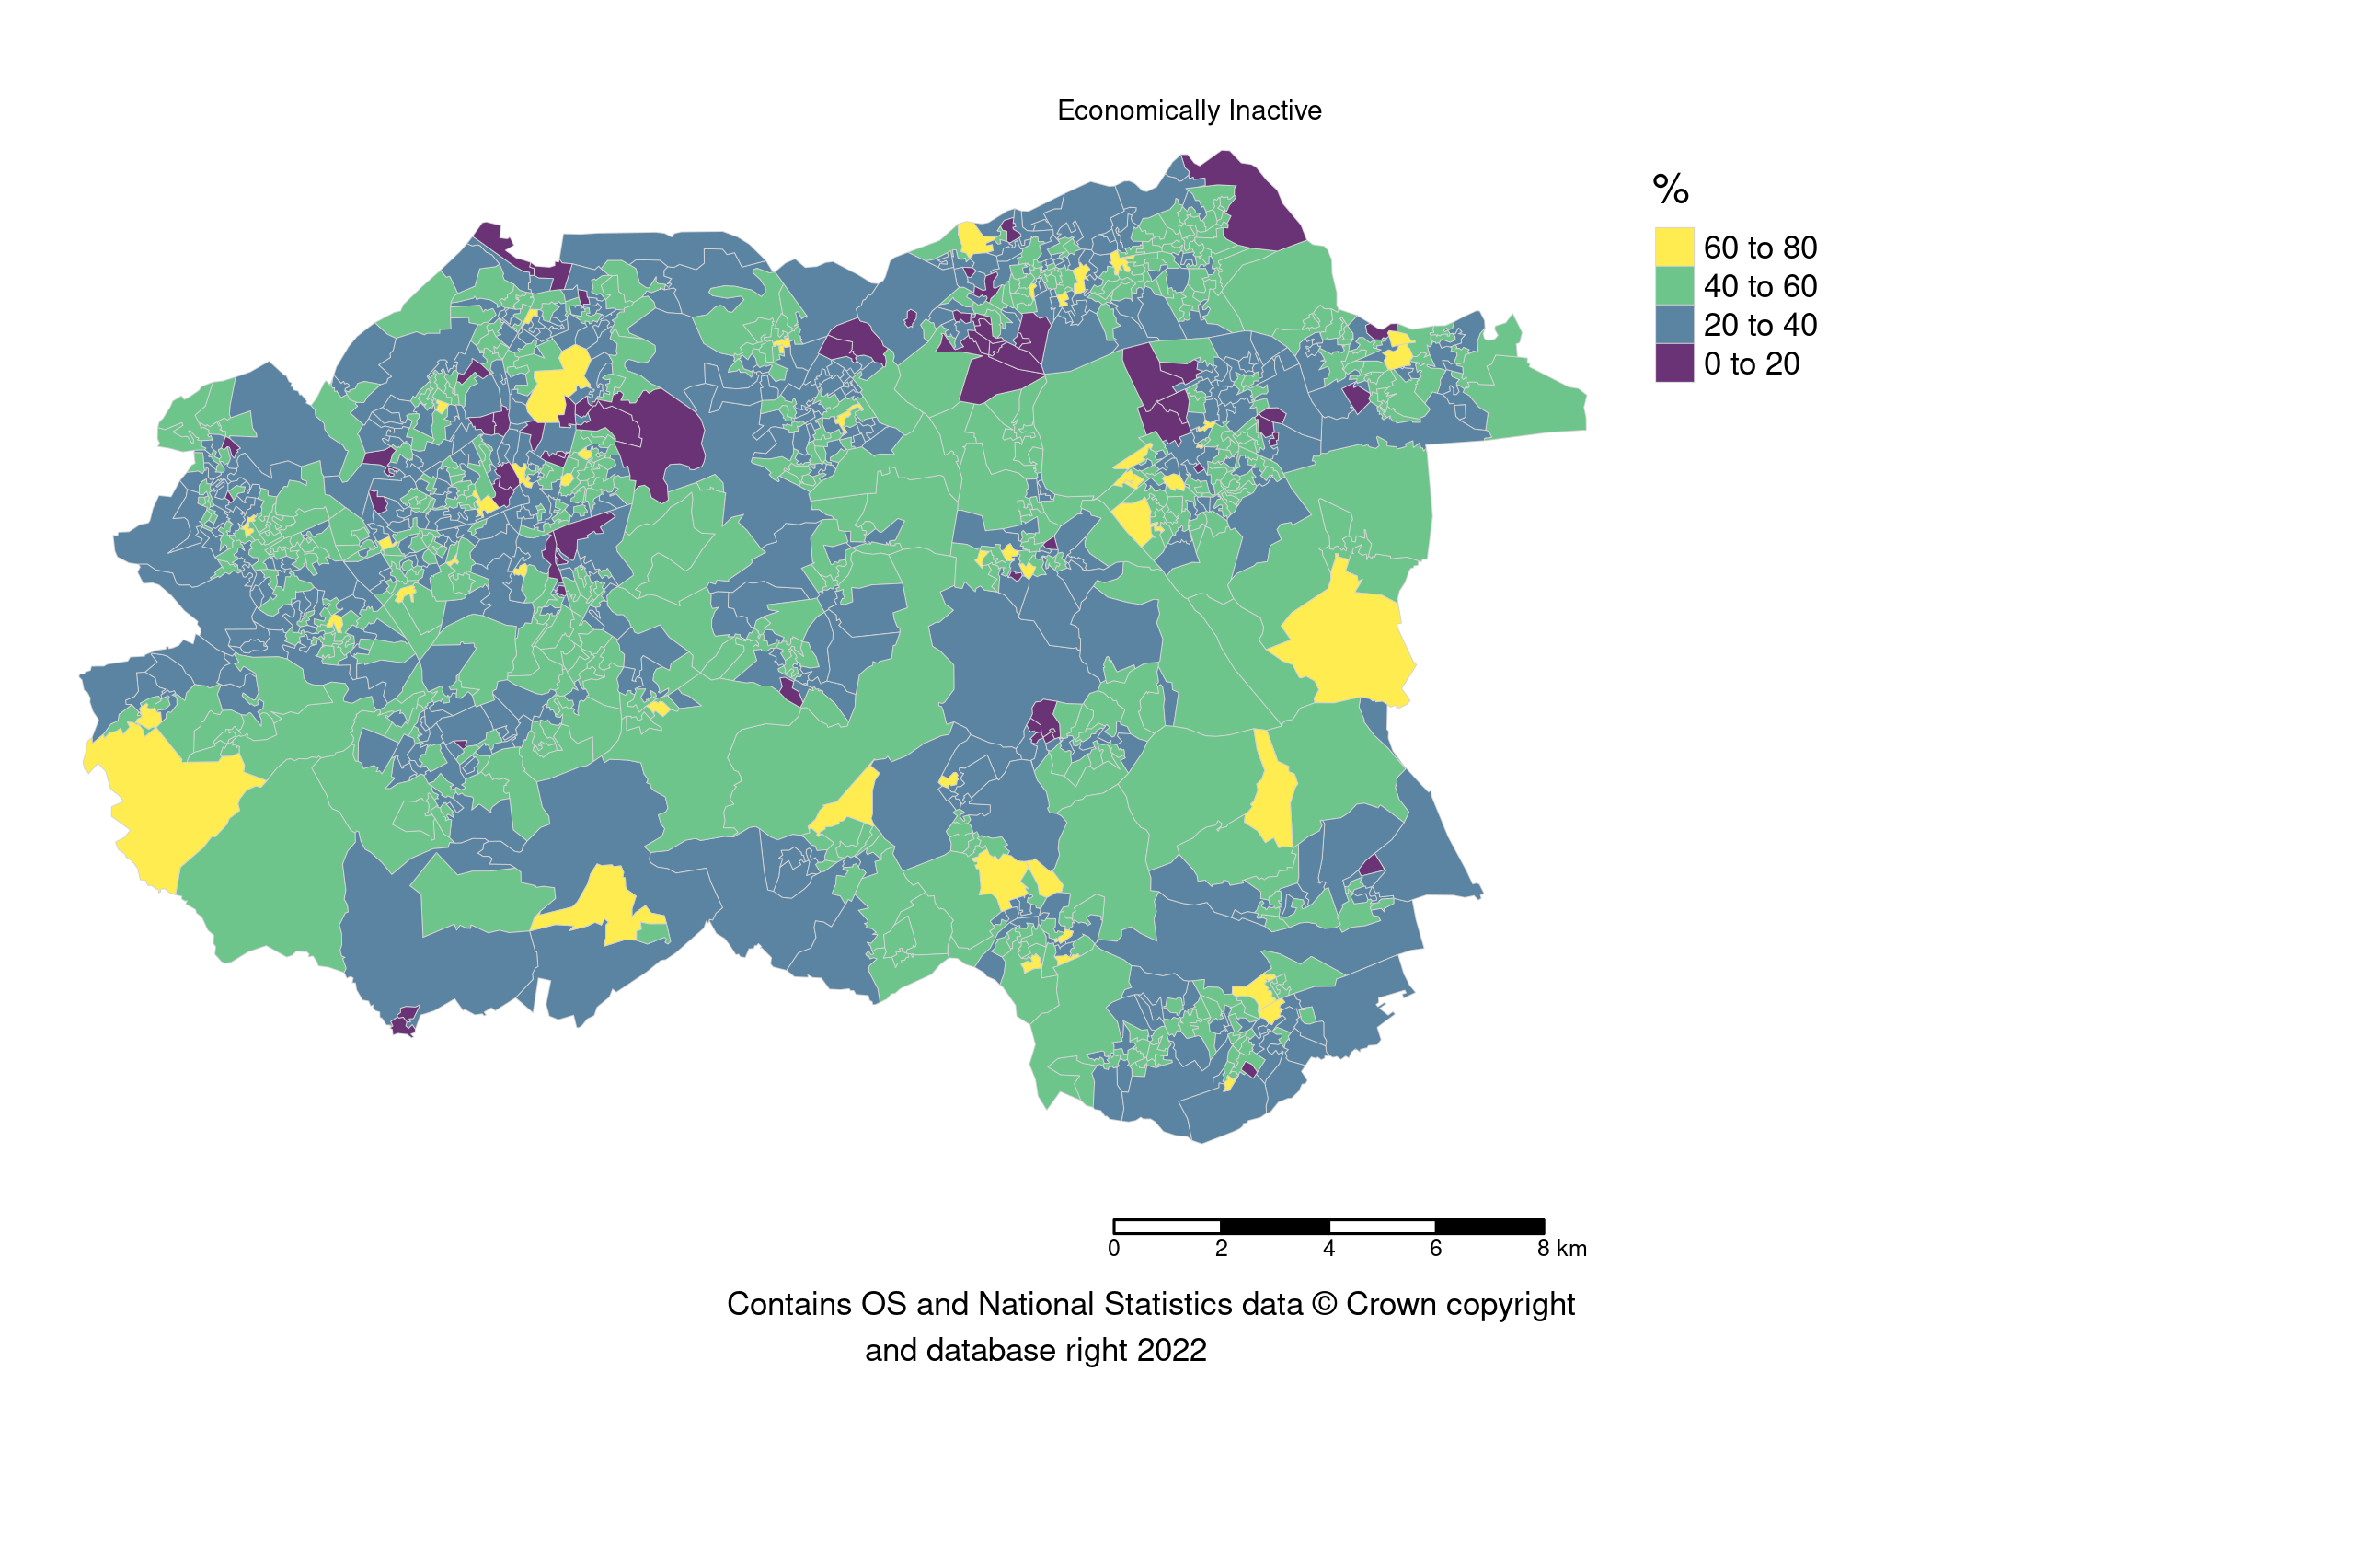 Economically Inactive
%
60 to 80
40 to 60
20 to 40
0 to 20
0 2 4 6 8 km
Contains OS and National Statistics data © Crown copyright
and database right 2022